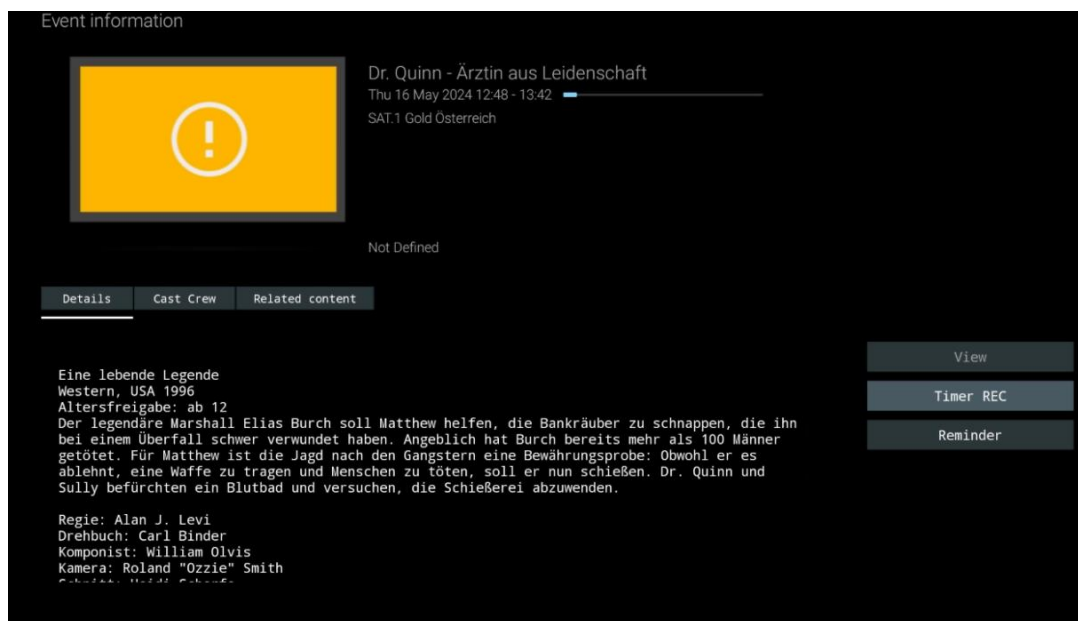 Event information
Dr. Quinn - Ärztin aus Leidenschaft
Thu 16 May 2024 12:48 - 13:42
SAT.1 Gold Österreich
Not Defined
Details Cast Crew Related content
View
Timer REC
Reminder
Eine lebende Legende
Western, USA 1996
Altersfreigabe: ab 12
Der legendäre Marshall Elias Burch soll Matthew helfen, die Bankräuber zu schnappen, die ihn
bei einem Überfall schwer verwundet haben. Angeblich hat Burch bereits mehr als 100 Männer
getötet. Für Matthew ist die Jagd nach den Gangstern eine Bewährungsprobe: Obwohl er es
ablehnt, eine Waffe zu tragen und Menschen zu töten, soll er nun schießen. Dr. Quinn und
Sully befürchten ein Blutbad und versuchen, die Schießerei abzuwenden.
Regie: Alan J. Levi
Drehbuch: Carl Binder
Komponist: William Olvis
Kamera: Roland "Ozzie" Smith